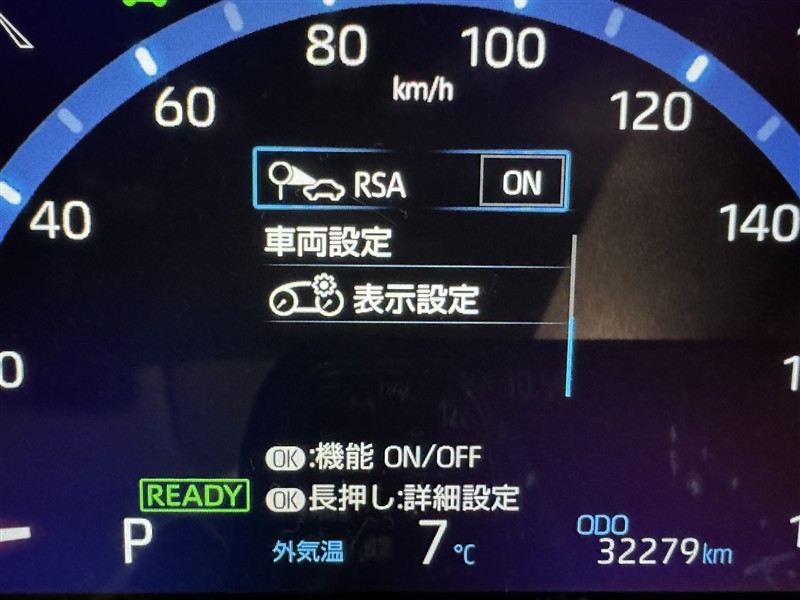 80 100
km/h
60 120
RSA ON
40 140
車両設定
表示設定
OK:機能 ON/OFF
READY OK長押し:詳細設定
P 外気温 7℃ ODO 32279km